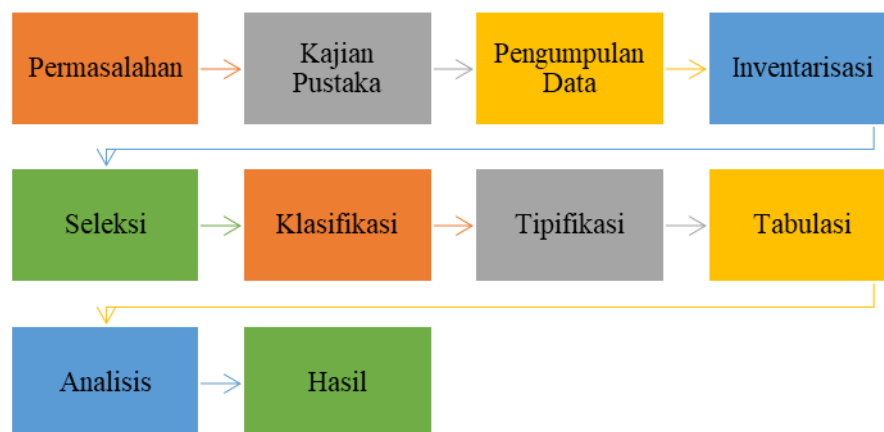 Permasalahan
Kajian
Pustaka
Pengumpulan
Data
Inventarisasi
Seleksi
Klasifikasi
Tipifikasi
Tabulasi
Analisis
Hasil